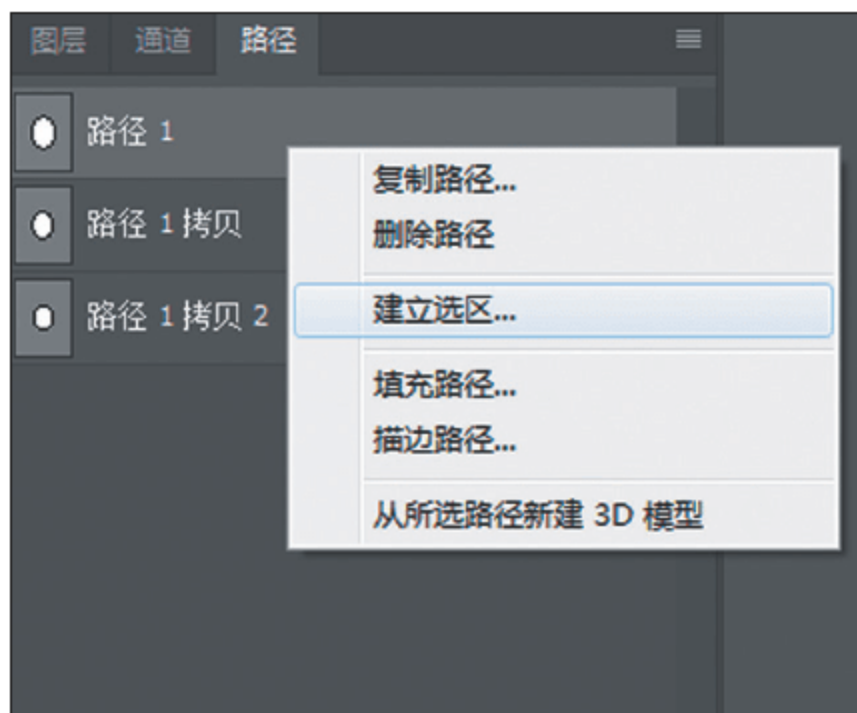 图层 通道 路径
路径 1
路径 1 拷贝
路径 1 拷贝 2
复制路径...
删除路径
建立选区...
填充路径...
描边路径...
从所选路径新建 3D 模型